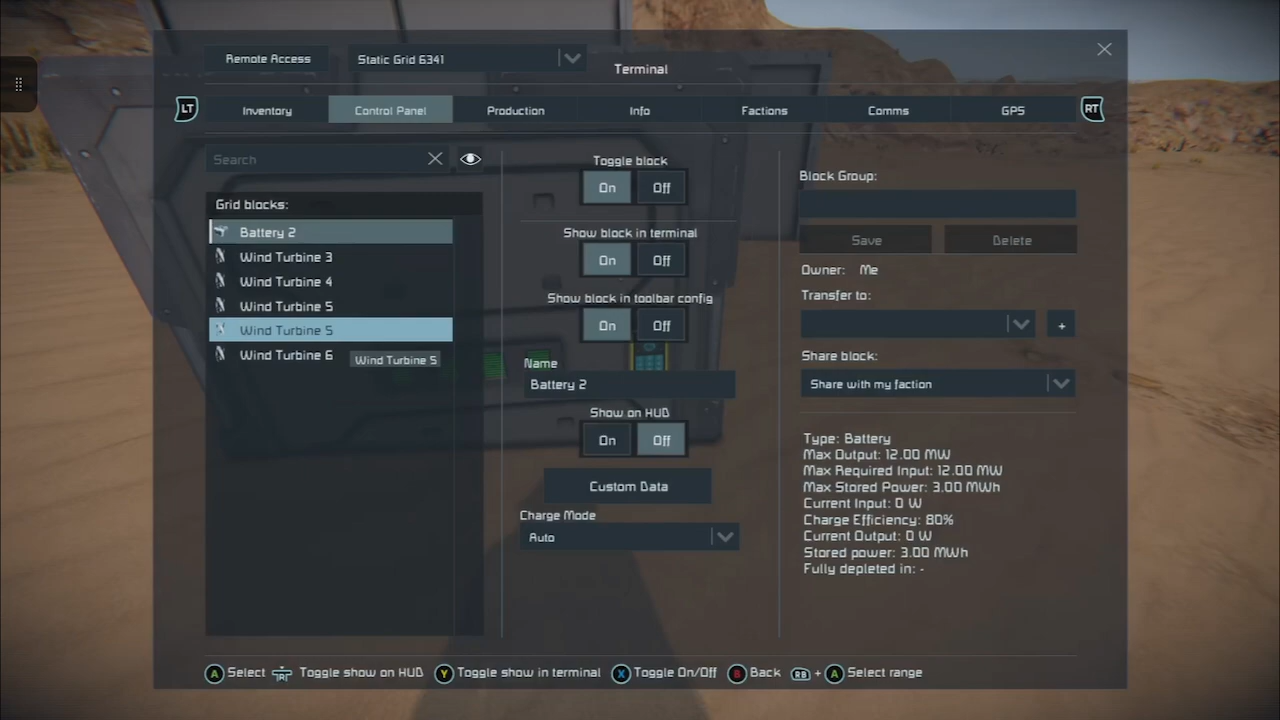 Remote Access
Static Grid 6341
Terminal
LT
Inventory
Control Panel
Production
Info
Factions
Comms
GPS
RT
Search
Grid blocks:
Battery 2
Wind Turbine 3
Wind Turbine 4
Wind Turbine 5
Wind Turbine 5
Wind Turbine 6
Wind Turbine 5
Toggle block
On
Off
Show block in terminal
On
Off
Show block in toolbar config
On
Off
Name
Battery 2
Show on HUD
On
Off
Custom Data
Charge Mode
Auto
Block Group:
Save
Delete
Owner: Me
Transfer to:
+
Share block:
Share with my faction
Type: Battery
Max Output: 12.00 MW
Max Required Input: 12.00 MW
Max Stored Power: 3.00 MWh
Current Input: 0 W
Charge Efficiency: 80%
Current Output: 0 W
Stored power: 3.00 MWh
Fully depleted in: -
A Select Toggle show on HUD Y Toggle show in terminal X Toggle On/Off B Back RB + A Select range